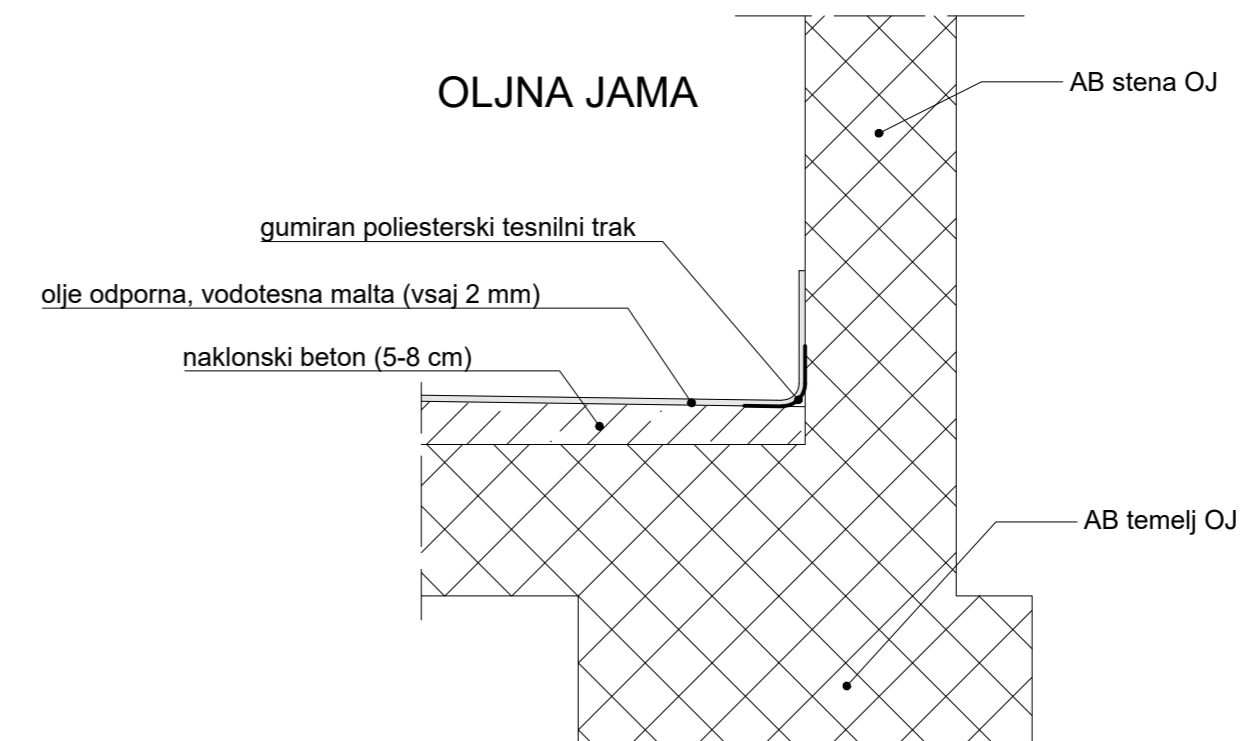 OLJNA JAMA
AB stena OJ
gumiran poliesterski tesnilni trak
olje odporna, vodotesna malta (vsaj 2 mm)
naklonski beton (5-8 cm)
AB temelj OJ